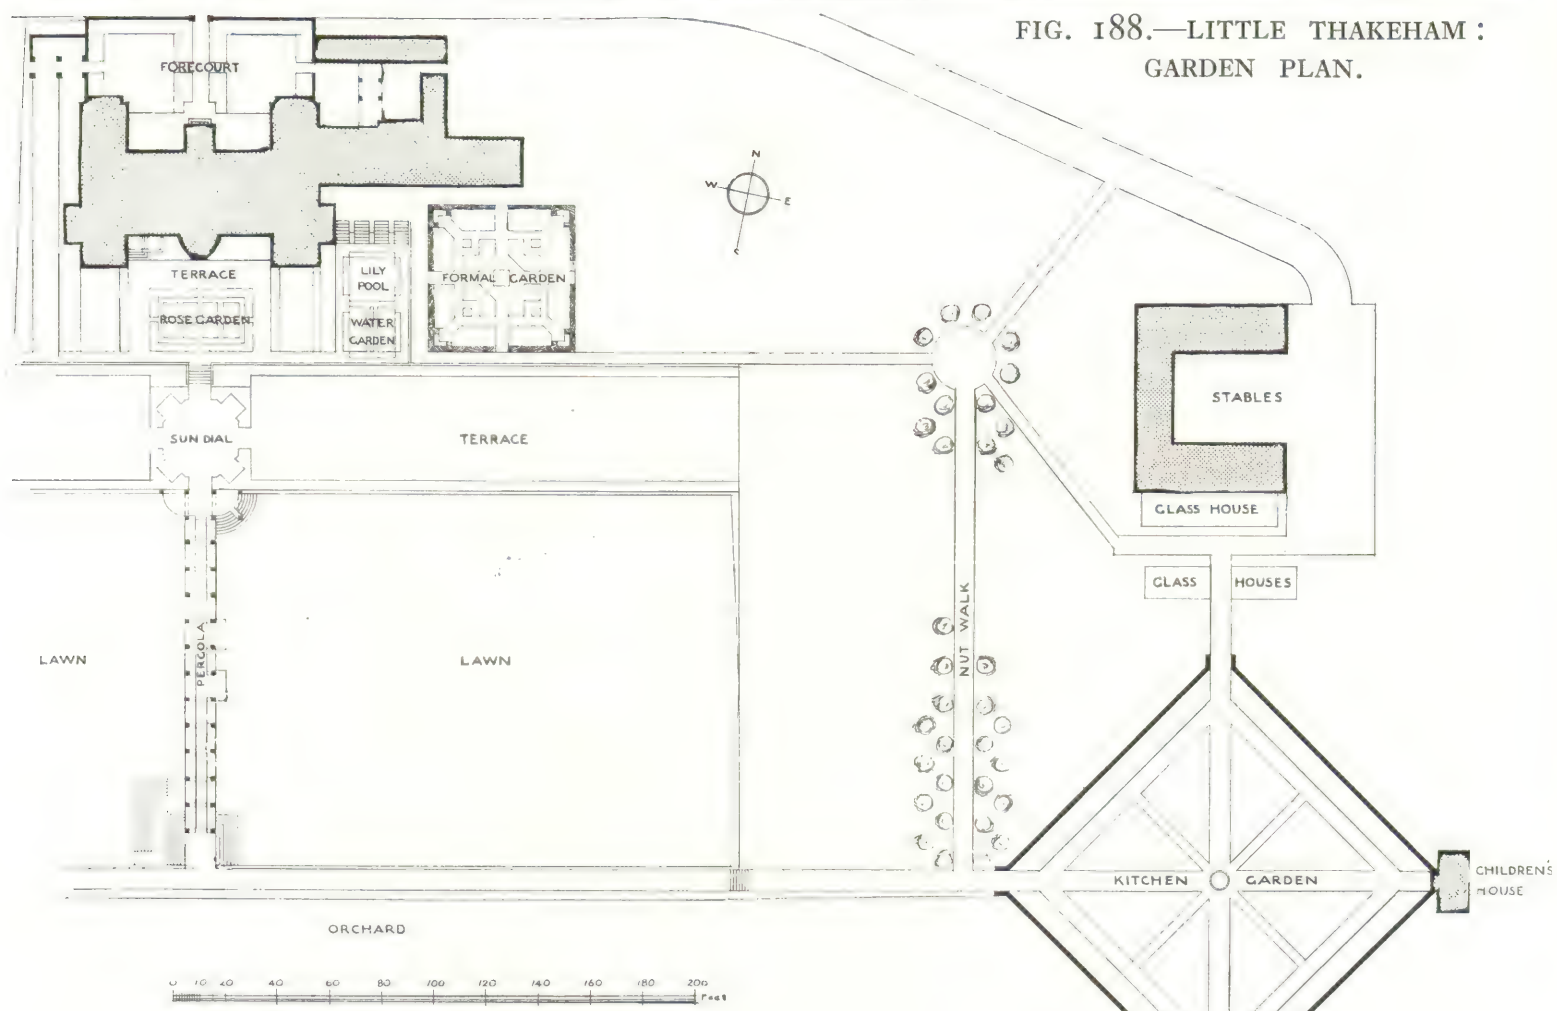 FIG. 188.—LITTLE THAKEHAM :
GARDEN PLAN.
FORECOURT
N
W
E
S
TERRACE
ROSE GARDEN
LILY
POOL
WATER
GARDEN
FORMAL GARDEN
SUN DIAL
TERRACE
STABLES
GLASS HOUSE
GLASS HOUSES
LAWN
PERGOLA
LAWN
NUT WALK
KITCHEN GARDEN
CHILDREN'S
HOUSE
ORCHARD
0 10 20 40 60 80 100 120 140 160 180 200
Feet